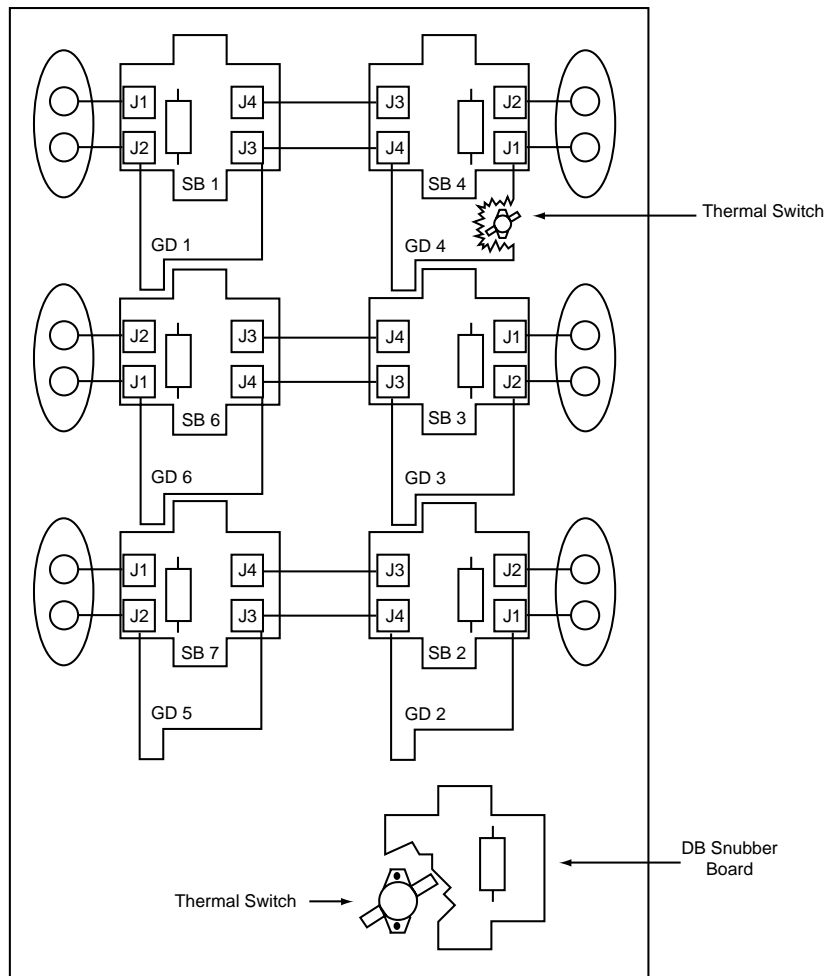 J1 J4 J3 J2
J2 J3 J4 J1
SB 1 SB 4
Thermal Switch
GD 1 GD 4
J2 J3 J4 J1
J1 J4 J3 J2
SB 6 SB 3
GD 6 GD 3
J1 J4 J3 J2
J2 J3 J4 J1
SB 7 SB 2
GD 5 GD 2
DB Snubber
Board
Thermal Switch